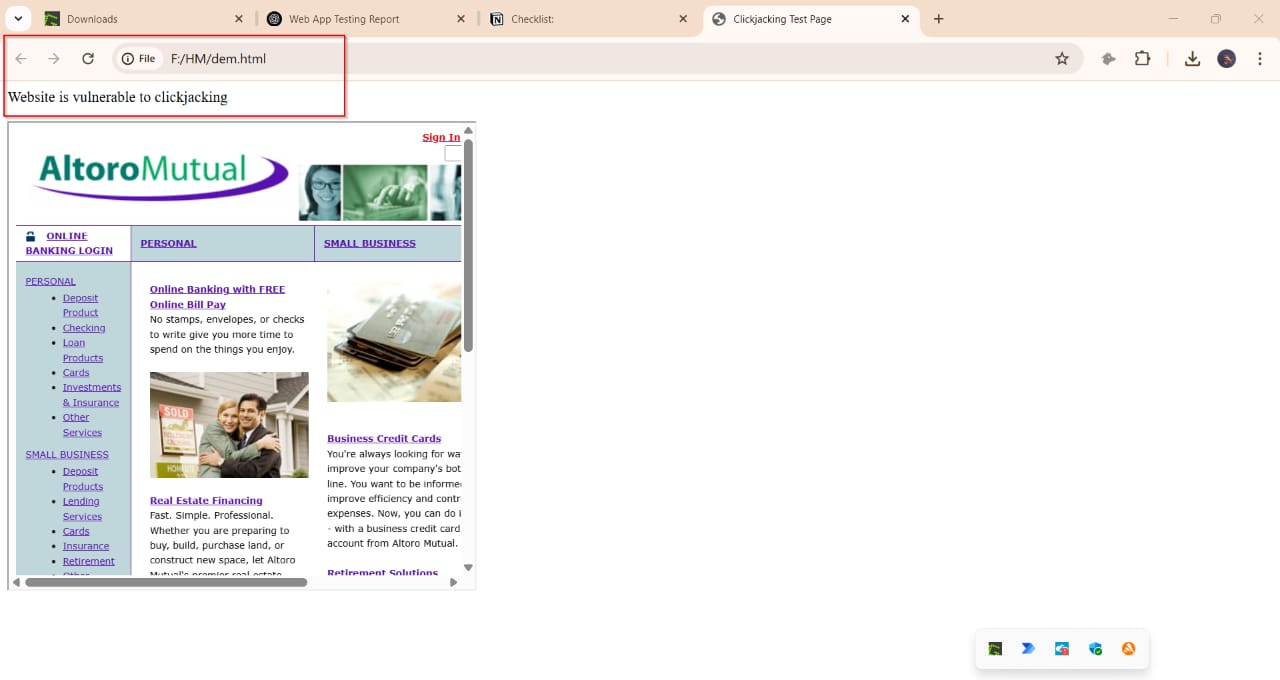 Downloads
Web App Testing Report
Checklist:
Clickjacking Test Page
File
F:/HM/dem.html
Website is vulnerable to clickjacking
Sign In
AltoroMutual
ONLINE
BANKING LOGIN
PERSONAL
SMALL BUSINESS
PERSONAL
Deposit
Product
Checking
Loan
Products
Cards
Investments
& Insurance
Other
Services
SMALL BUSINESS
Deposit
Products
Lending
Services
Cards
Insurance
Retirement
Other
Online Banking with FREE
Online Bill Pay
No stamps, envelopes, or checks
to write give you more time to
spend on the things you enjoy.
SOLD
Real Estate Financing
Fast. Simple. Professional.
Whether you are preparing to
buy, build, purchase land, or
construct new space, let Altoro
Mutual's premier real estate
Business Credit Cards
You're always looking for wa
improve your company's bot
line. You want to be informe
improve efficiency and contr
expenses. Now, you can do i
- with a business credit card
account from Altoro Mutual.
Retirement Solutions